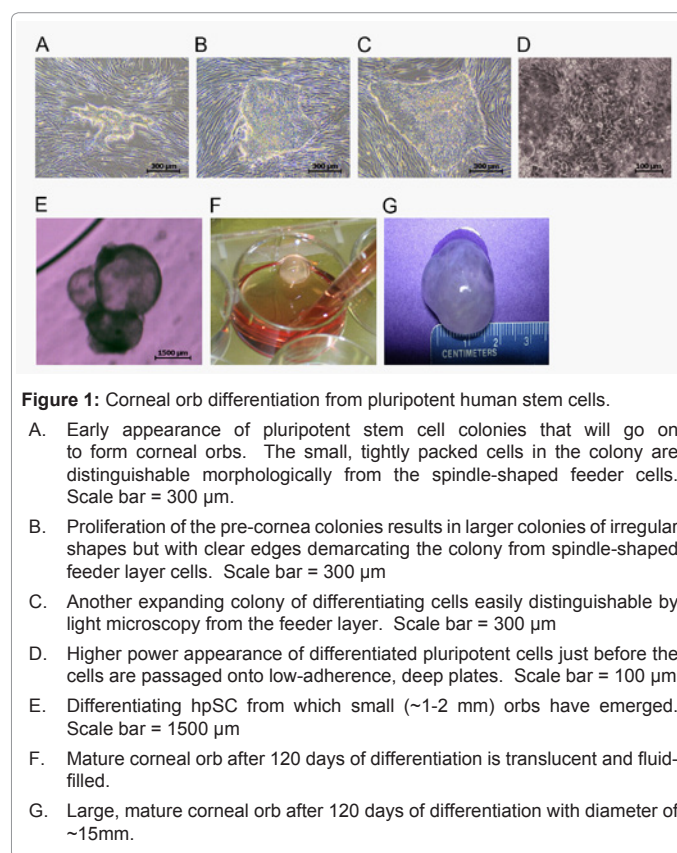 A B C D
300 µm 300 µm 300 µm 100 µm
E F G
1500 µm
1 2 3
CENTIMETERS
Figure 1: Corneal orb differentiation from pluripotent human stem cells.
A. Early appearance of pluripotent stem cell colonies that will go on
to form corneal orbs. The small, tightly packed cells in the colony are
distinguishable morphologically from the spindle-shaped feeder cells.
Scale bar = 300 µm.
B. Proliferation of the pre-cornea colonies results in larger colonies of irregular
shapes but with clear edges demarcating the colony from spindle-shaped
feeder layer cells. Scale bar = 300 µm
C. Another expanding colony of differentiating cells easily distinguishable by
light microscopy from the feeder layer. Scale bar = 300 µm
D. Higher power appearance of differentiated pluripotent cells just before the
cells are passaged onto low-adherence, deep plates. Scale bar = 100 µm
E. Differentiating hpSC from which small (~1-2 mm) orbs have emerged.
Scale bar = 1500 µm
F. Mature corneal orb after 120 days of differentiation is translucent and fluid-
filled.
G. Large, mature corneal orb after 120 days of differentiation with diameter of
~15mm.